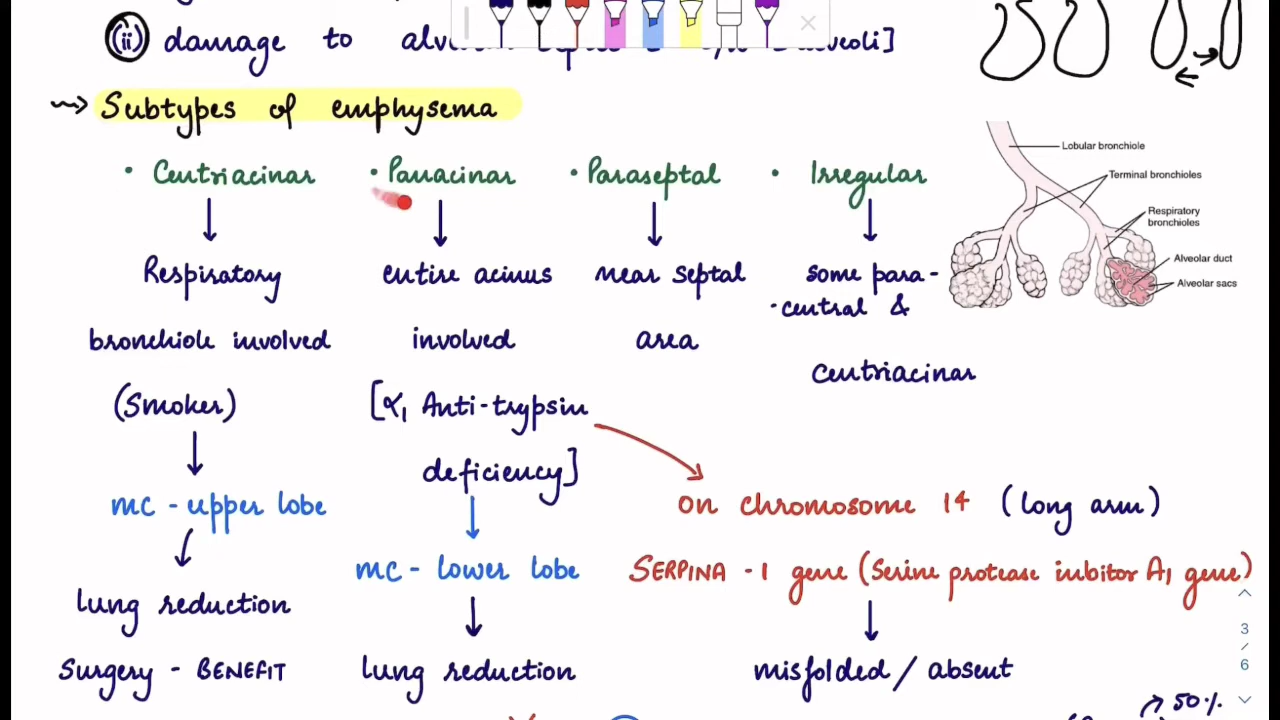 (ii) damage to
→ Subtypes of emphysema
• Centriacinar • Panacinar • Paraseptal • Irregular
Respiratory entire acinus near septal some para-
-central &
bronchiole involved involved area
centriacinar
(Smoker) [α1 Anti-trypsin
deficiency]
mc - upper lobe on chromosome 14 (long arm)
mc - lower lobe SERPINA - 1 gene (Serine protease inbitor A1 gene)
lung reduction
Surgery - BENEFIT lung reduction misfolded / absent
50%
Lobular bronchiole
Terminal bronchioles
Respiratory
bronchioles
Alveolar duct
Alveolar sacs
3
/
6